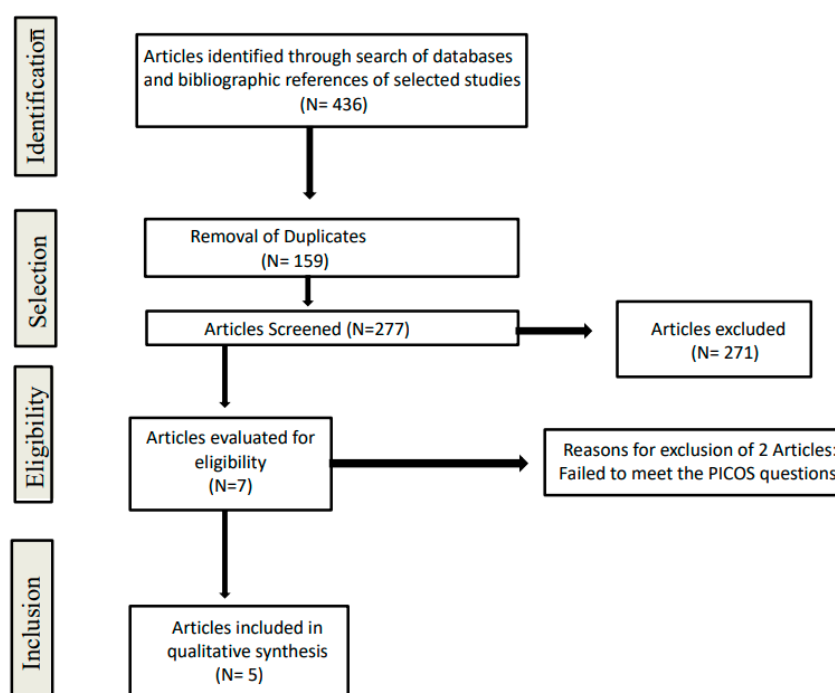 Identification
Articles identified through search of databases
and bibliographic references of selected studies
(N= 436)
Selection
Removal of Duplicates
(N= 159)
Articles Screened (N=277)
Articles excluded
(N= 271)
Eligibility
Articles evaluated for
eligibility
(N=7)
Reasons for exclusion of 2 Articles:
Failed to meet the PICOS questions
Inclusion
Articles included in
qualitative synthesis
(N= 5)